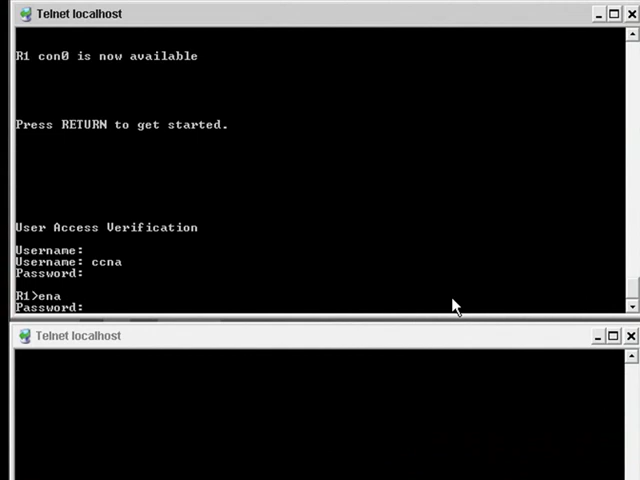 Telnet localhost
R1 con0 is now available
Press RETURN to get started.
User Access Verification
Username:
Username: ccna
Password:
R1>ena
Password:
Telnet localhost